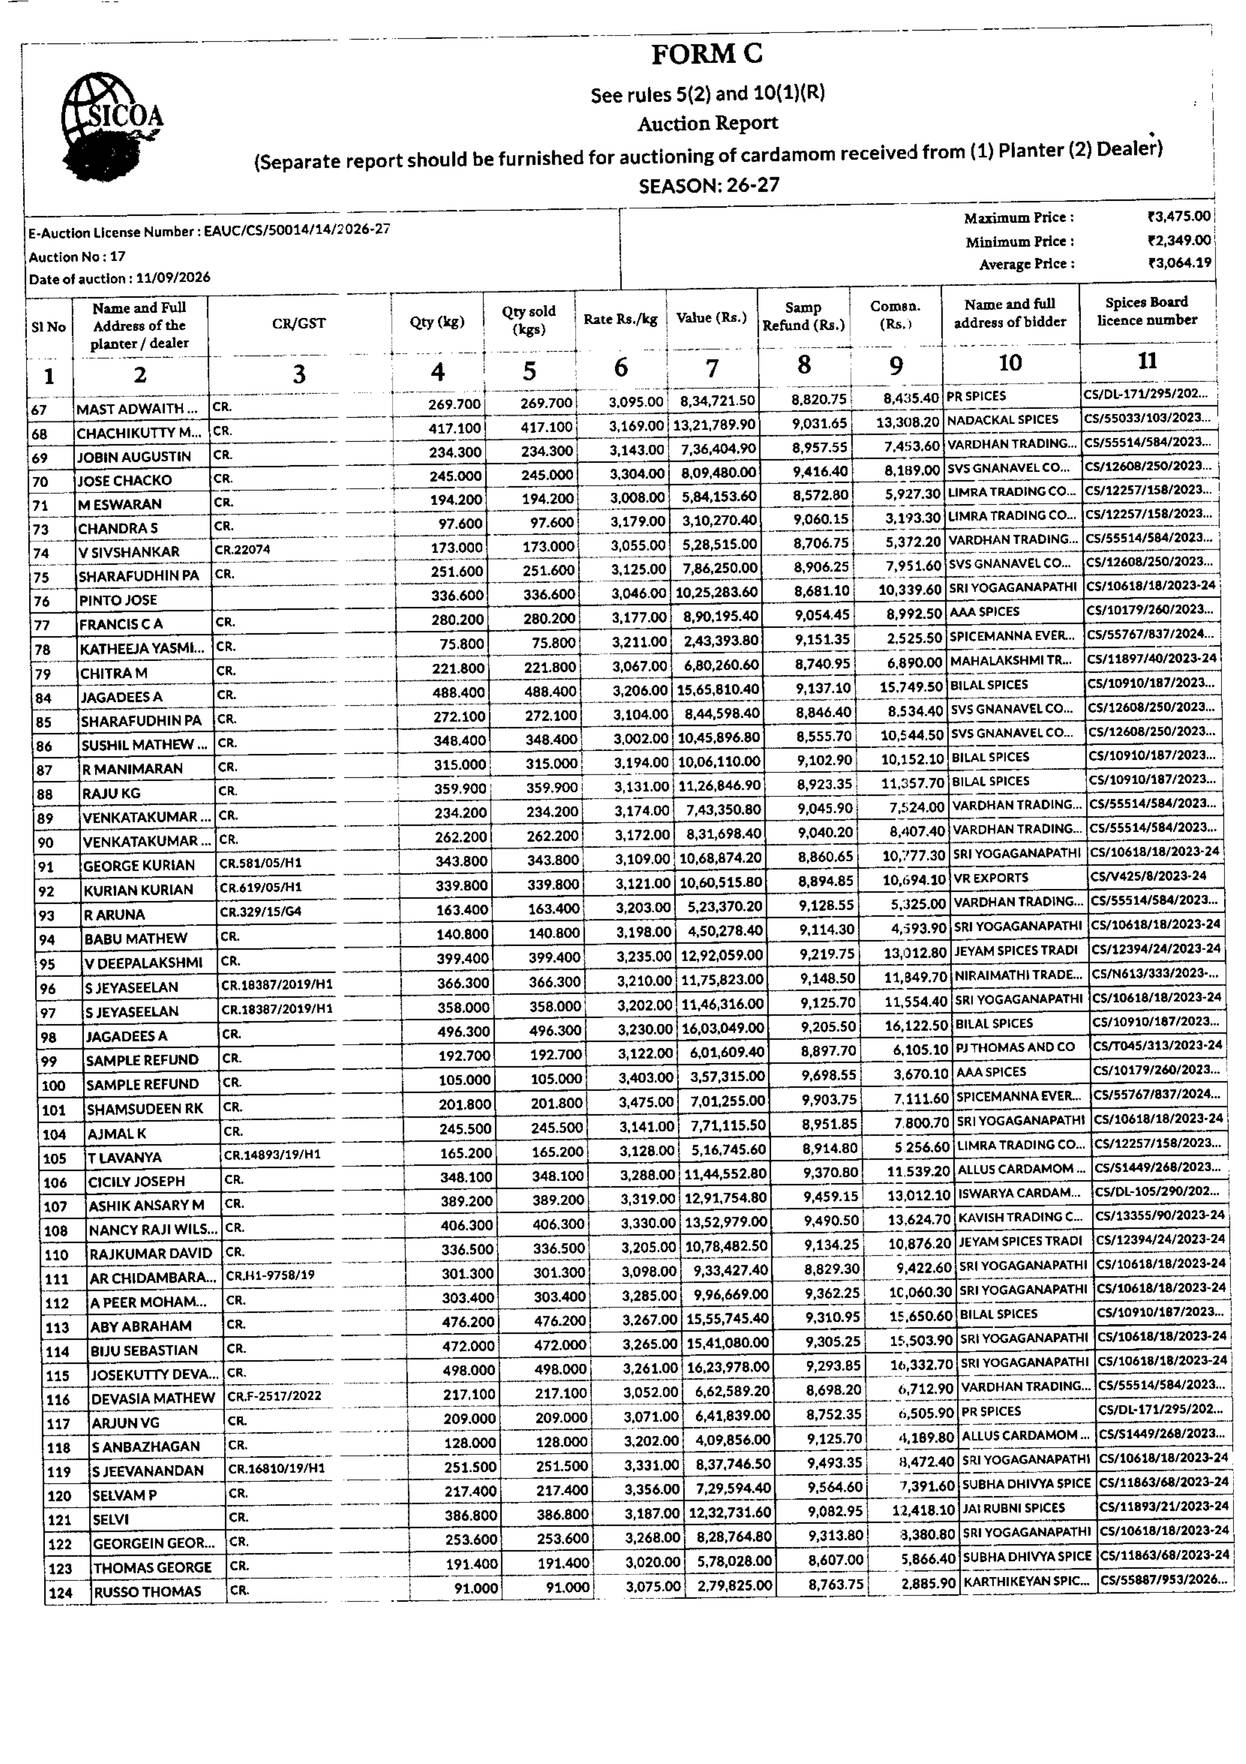 FORM C
SICOA
See rules 5(2) and 10(1)(R)
Auction Report
(Separate report should be furnished for auctioning of cardamom received from (1) Planter (2) Dealer)
SEASON: 26-27
E-Auction License Number : EAUC/CS/50014/14/2026-27
Auction No : 17
Date of auction : 11/09/2026
Maximum Price : ₹3,475.00
Minimum Price : ₹2,349.00
Average Price : ₹3,064.19
Sl No Name and Full Address of the planter / dealer CR/GST Qty (kg) Qty sold (kgs) Rate Rs./kg Value (Rs.) Samp Refund (Rs.) Comsn. (Rs.) Name and full address of bidder Spices Board licence number
1 2 3 4 5 6 7 8 9 10 11
67 MAST ADWAITH ... CR. 269.700 269.700 3,095.00 8,34,721.50 8,820.75 8,435.40 PR SPICES CS/DL-171/295/202...
68 CHACHIKUTTY M... CR. 417.100 417.100 3,169.00 13,21,789.90 9,031.65 13,308.20 NADACKAL SPICES CS/55033/103/2023...
69 JOBIN AUGUSTIN CR. 234.300 234.300 3,143.00 7,36,404.90 8,957.55 7,453.60 VARDHAN TRADING... CS/55514/584/2023...
70 JOSE CHACKO CR. 245.000 245.000 3,304.00 8,09,480.00 9,416.40 8,189.00 SVS GNANAVEL CO... CS/12608/250/2023...
71 M ESWARAN CR. 194.200 194.200 3,008.00 5,84,153.60 8,572.80 5,927.30 LIMRA TRADING CO... CS/12257/158/2023...
73 CHANDRA S CR. 97.600 97.600 3,179.00 3,10,270.40 9,060.15 3,193.30 LIMRA TRADING CO... CS/12257/158/2023...
74 V SIVSHANKAR CR.22074 173.000 173.000 3,055.00 5,28,515.00 8,706.75 5,372.20 VARDHAN TRADING... CS/55514/584/2023...
75 SHARAFUDHIN PA CR. 251.600 251.600 3,125.00 7,86,250.00 8,906.25 7,951.60 SVS GNANAVEL CO... CS/12608/250/2023...
76 PINTO JOSE 336.600 336.600 3,046.00 10,25,283.60 8,681.10 10,339.60 SRI YOGAGANAPATHI CS/10618/18/2023-24
77 FRANCIS C A CR. 280.200 280.200 3,177.00 8,90,195.40 9,054.45 8,992.50 AAA SPICES CS/10179/260/2023...
78 KATHEEJA YASMI... CR. 75.800 75.800 3,211.00 2,43,393.80 9,151.35 2,525.50 SPICEMANNA EVER... CS/55767/837/2024...
79 CHITRA M CR. 221.800 221.800 3,067.00 6,80,260.60 8,740.95 6,890.00 MAHALAKSHMI TR... CS/11897/40/2023-24
84 JAGADEES A CR. 488.400 488.400 3,206.00 15,65,810.40 9,137.10 15,749.50 BILAL SPICES CS/10910/187/2023...
85 SHARAFUDHIN PA CR. 272.100 272.100 3,104.00 8,44,598.40 8,846.40 8,534.40 SVS GNANAVEL CO... CS/12608/250/2023...
86 SUSHIL MATHEW ... CR. 348.400 348.400 3,002.00 10,45,896.80 8,555.70 10,544.50 SVS GNANAVEL CO... CS/12608/250/2023...
87 R MANIMARAN CR. 315.000 315.000 3,194.00 10,06,110.00 9,102.90 10,152.10 BILAL SPICES CS/10910/187/2023...
88 RAJU KG CR. 359.900 359.900 3,131.00 11,26,846.90 8,923.35 11,357.70 BILAL SPICES CS/10910/187/2023...
89 VENKATAKUMAR ... CR. 234.200 234.200 3,174.00 7,43,350.80 9,045.90 7,524.00 VARDHAN TRADING... CS/55514/584/2023...
90 VENKATAKUMAR ... CR. 262.200 262.200 3,172.00 8,31,698.40 9,040.20 8,407.40 VARDHAN TRADING... CS/55514/584/2023...
91 GEORGE KURIAN CR.581/05/H1 343.800 343.800 3,109.00 10,68,874.20 8,860.65 10,777.30 SRI YOGAGANAPATHI CS/10618/18/2023-24
92 KURIAN KURIAN CR.619/05/H1 339.800 339.800 3,121.00 10,60,515.80 8,894.85 10,694.10 VR EXPORTS CS/V425/8/2023-24
93 R ARUNA CR.329/15/G4 163.400 163.400 3,203.00 5,23,370.20 9,128.55 5,325.00 VARDHAN TRADING... CS/55514/584/2023...
94 BABU MATHEW CR. 140.800 140.800 3,198.00 4,50,278.40 9,114.30 4,593.90 SRI YOGAGANAPATHI CS/10618/18/2023-24
95 V DEEPALAKSHMI CR. 399.400 399.400 3,235.00 12,92,059.00 9,219.75 13,012.80 JEYAM SPICES TRADI CS/12394/24/2023-24
96 S JEYASEELAN CR.18387/2019/H1 366.300 366.300 3,210.00 11,75,823.00 9,148.50 11,849.70 NIRAIMATHI TRADE... CS/N613/333/2023-...
97 S JEYASEELAN CR.18387/2019/H1 358.000 358.000 3,202.00 11,46,316.00 9,125.70 11,554.40 SRI YOGAGANAPATHI CS/10618/18/2023-24
98 JAGADEES A CR. 496.300 496.300 3,230.00 16,03,049.00 9,205.50 16,122.50 BILAL SPICES CS/10910/187/2023...
99 SAMPLE REFUND CR. 192.700 192.700 3,122.00 6,01,609.40 8,897.70 6,105.10 PJ THOMAS AND CO CS/T045/313/2023-24
100 SAMPLE REFUND CR. 105.000 105.000 3,403.00 3,57,315.00 9,698.55 3,670.10 AAA SPICES CS/10179/260/2023...
101 SHAMSUDEEN RK CR. 201.800 201.800 3,475.00 7,01,255.00 9,903.75 7,111.60 SPICEMANNA EVER... CS/55767/837/2024...
104 AJMAL K CR. 245.500 245.500 3,141.00 7,71,115.50 8,951.85 7,800.70 SRI YOGAGANAPATHI CS/10618/18/2023-24
105 T LAVANYA CR.14893/19/H1 165.200 165.200 3,128.00 5,16,745.60 8,914.80 5 256.60 LIMRA TRADING CO... CS/12257/158/2023...
106 CICILY JOSEPH CR. 348.100 348.100 3,288.00 11,44,552.80 9,370.80 11,539.20 ALLUS CARDAMOM ... CS/S1449/268/2023...
107 ASHIK ANSARY M CR. 389.200 389.200 3,319.00 12,91,754.80 9,459.15 13,012.10 ISWARYA CARDAM... CS/DL-105/290/202...
108 NANCY RAJI WILS... CR. 406.300 406.300 3,330.00 13,52,979.00 9,490.50 13,624.70 KAVISH TRADING C... CS/13355/90/2023-24
110 RAJKUMAR DAVID CR. 336.500 336.500 3,205.00 10,78,482.50 9,134.25 10,876.20 JEYAM SPICES TRADI CS/12394/24/2023-24
111 AR CHIDAMBARA... CR.H1-9758/19 301.300 301.300 3,098.00 9,33,427.40 8,829.30 9,422.60 SRI YOGAGANAPATHI CS/10618/18/2023-24
112 A PEER MOHAM... CR. 303.400 303.400 3,285.00 9,96,669.00 9,362.25 10,060.30 SRI YOGAGANAPATHI CS/10618/18/2023-24
113 ABY ABRAHAM CR. 476.200 476.200 3,267.00 15,55,745.40 9,310.95 15,650.60 BILAL SPICES CS/10910/187/2023...
114 BIJU SEBASTIAN CR. 472.000 472.000 3,265.00 15,41,080.00 9,305.25 15,503.90 SRI YOGAGANAPATHI CS/10618/18/2023-24
115 JOSEKUTTY DEVA... CR. 498.000 498.000 3,261.00 16,23,978.00 9,293.85 16,332.70 SRI YOGAGANAPATHI CS/10618/18/2023-24
116 DEVASIA MATHEW CR.F-2517/2022 217.100 217.100 3,052.00 6,62,589.20 8,698.20 6,712.90 VARDHAN TRADING... CS/55514/584/2023...
117 ARJUN VG CR. 209.000 209.000 3,071.00 6,41,839.00 8,752.35 6,505.90 PR SPICES CS/DL-171/295/202...
118 S ANBAZHAGAN CR. 128.000 128.000 3,202.00 4,09,856.00 9,125.70 4,189.80 ALLUS CARDAMOM ... CS/S1449/268/2023...
119 S JEEVANANDAN CR.16810/19/H1 251.500 251.500 3,331.00 8,37,746.50 9,493.35 8,472.40 SRI YOGAGANAPATHI CS/10618/18/2023-24
120 SELVAM P CR. 217.400 217.400 3,356.00 7,29,594.40 9,564.60 7,391.60 SUBHA DHIVYA SPICE CS/11863/68/2023-24
121 SELVI CR. 386.800 386.800 3,187.00 12,32,731.60 9,082.95 12,418.10 JAI RUBNI SPICES CS/11893/21/2023-24
122 GEORGEIN GEOR... CR. 253.600 253.600 3,268.00 8,28,764.80 9,313.80 8,380.80 SRI YOGAGANAPATHI CS/10618/18/2023-24
123 THOMAS GEORGE CR. 191.400 191.400 3,020.00 5,78,028.00 8,607.00 5,866.40 SUBHA DHIVYA SPICE CS/11863/68/2023-24
124 RUSSO THOMAS CR. 91.000 91.000 3,075.00 2,79,825.00 8,763.75 2,885.90 KARTHIKEYAN SPIC... CS/55887/953/2026...